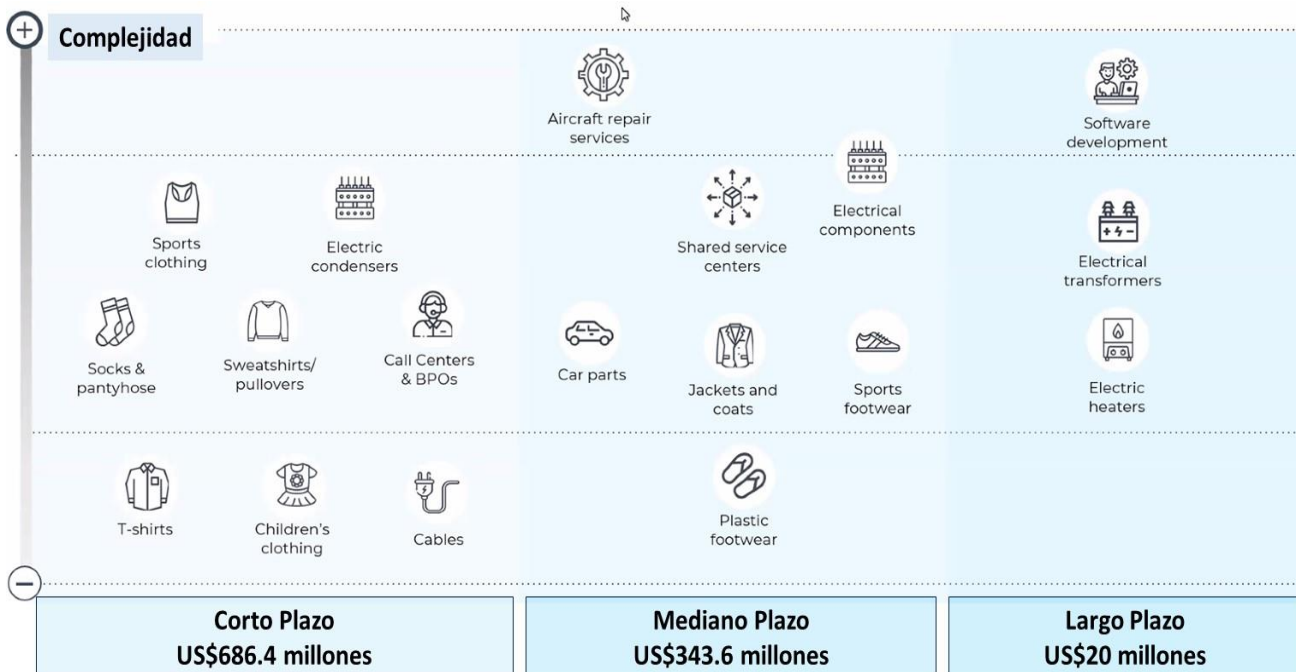 Complejidad
Aircraft repair
services
Software
development
Sports
clothing
Electric
condensers
Shared service
centers
Electrical
components
Electrical
transformers
Socks &
pantyhose
Sweatshirts/
pullovers
Call Centers
& BPOs
Car parts
Jackets and
coats
Sports
footwear
Electric
heaters
T-shirts
Children's
clothing
Cables
Plastic
footwear
Corto Plazo
US$686.4 millones
Mediano Plazo
US$343.6 millones
Largo Plazo
US$20 millones